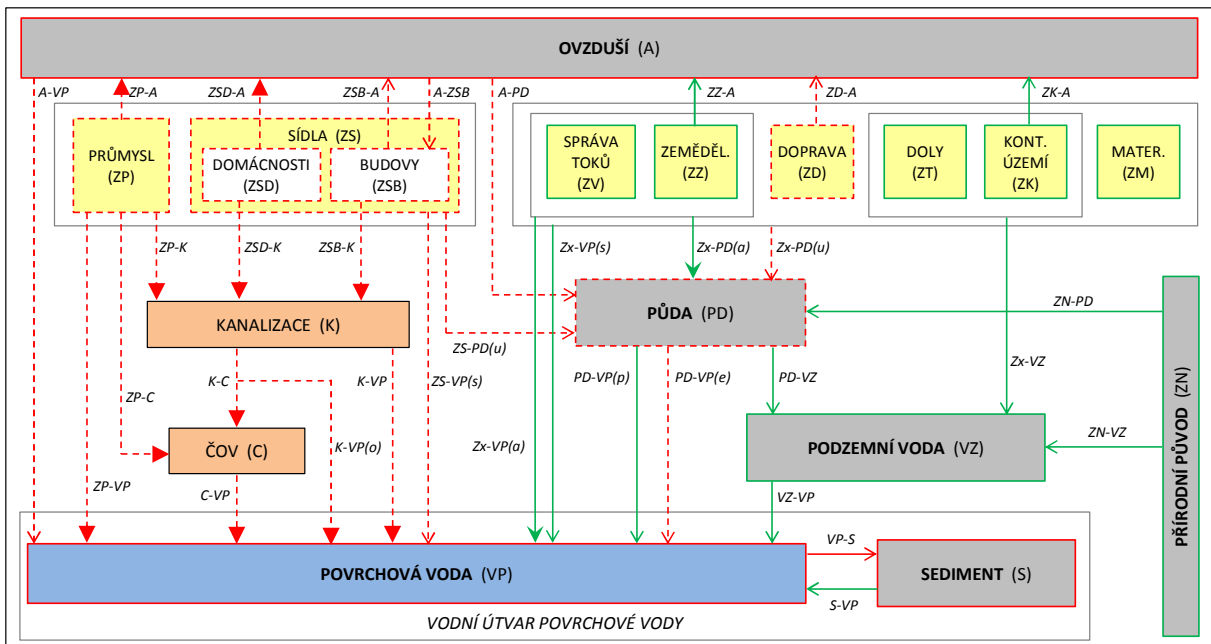 OVZDUŠÍ (A)
A-VP
ZP-A
ZSD-A
ZSB-A
A-ZSB
A-PD
ZZ-A
ZD-A
ZK-A
PRŮMYSL
(ZP)
SÍDLA (ZS)
DOMÁCNOSTI
(ZSD)
BUDOVY
(ZSB)
SPRÁVA
TOKŮ
(ZV)
ZEMĚDĚL.
(ZZ)
DOPRAVA
(ZD)
DOLY
(ZT)
KONT.
ÚZEMÍ
(ZK)
MATER.
(ZM)
ZP-K
ZSD-K
ZSB-K
Zx-VP(s)
Zx-PD(a)
Zx-PD(u)
KANALIZACE (K)
PŮDA (PD)
ZN-PD
ZS-PD(u)
Zx-VZ
K-C
K-VP
ZS-VP(s)
PD-VP(p)
PD-VP(e)
PD-VZ
ZP-C
ČOV (C)
K-VP(o)
Zx-VP(a)
PODZEMNÍ VODA (VZ)
ZN-VZ
PŘÍRODNÍ PŮVOD (ZN)
ZP-VP
C-VP
VZ-VP
POVRCHOVÁ VODA (VP)
VP-S
SEDIMENT (S)
S-VP
VODNÍ ÚTVAR POVRCHOVÉ VODY